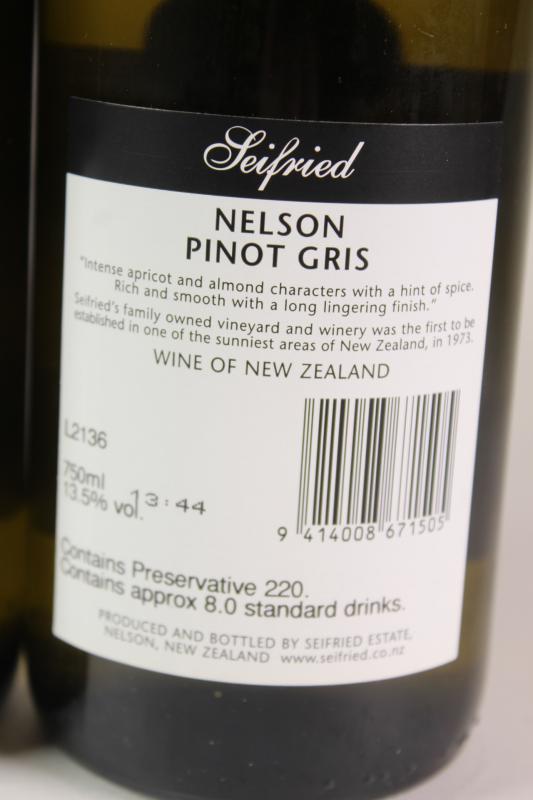 Seifried
NELSON
PINOT GRIS
"Intense apricot and almond characters with a hint of spice.
Rich and smooth with a long lingering finish."
Seifried's family owned vineyard and winery was the first to be
established in one of the sunniest areas of New Zealand, in 1973.
WINE OF NEW ZEALAND
L2136
750ml
13.5% vol.
13:44
9 414008 671505
Contains Preservative 220.
Contains approx 8.0 standard drinks.
PRODUCED AND BOTTLED BY SEIFRIED ESTATE,
NELSON, NEW ZEALAND www.seifried.co.nz